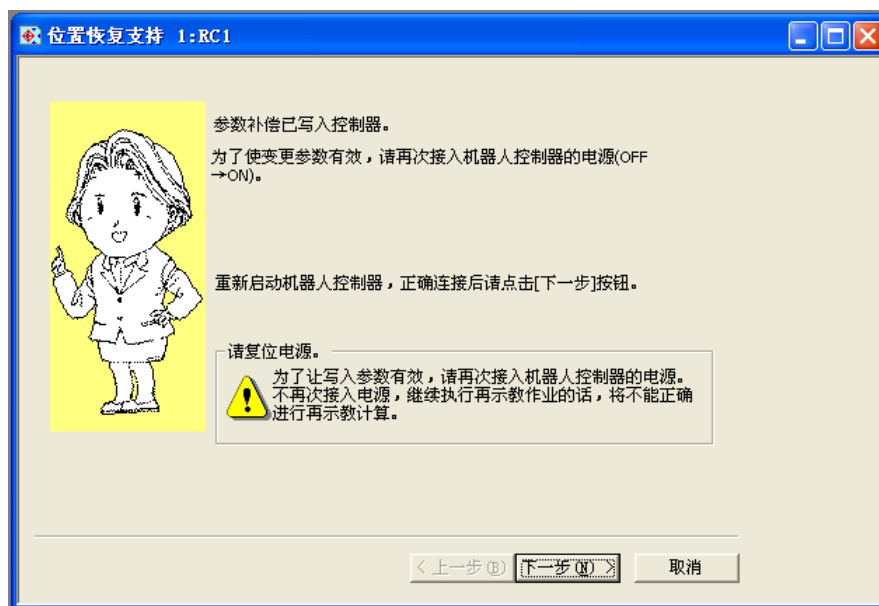 位置恢复支持 1:RC1
参数补偿已写入控制器。
为了使变更参数有效，请再次接入机器人控制器的电源(OFF
→ON)。
重新启动机器人控制器，正确连接后请点击[下一步]按钮。
请复位电源。
为了让写入参数有效，请再次接入机器人控制器的电源。
不再次接入电源，继续执行再示教作业的话，将不能正确
进行再示教计算。
< 上一步(B) 下一步(N) > 取消